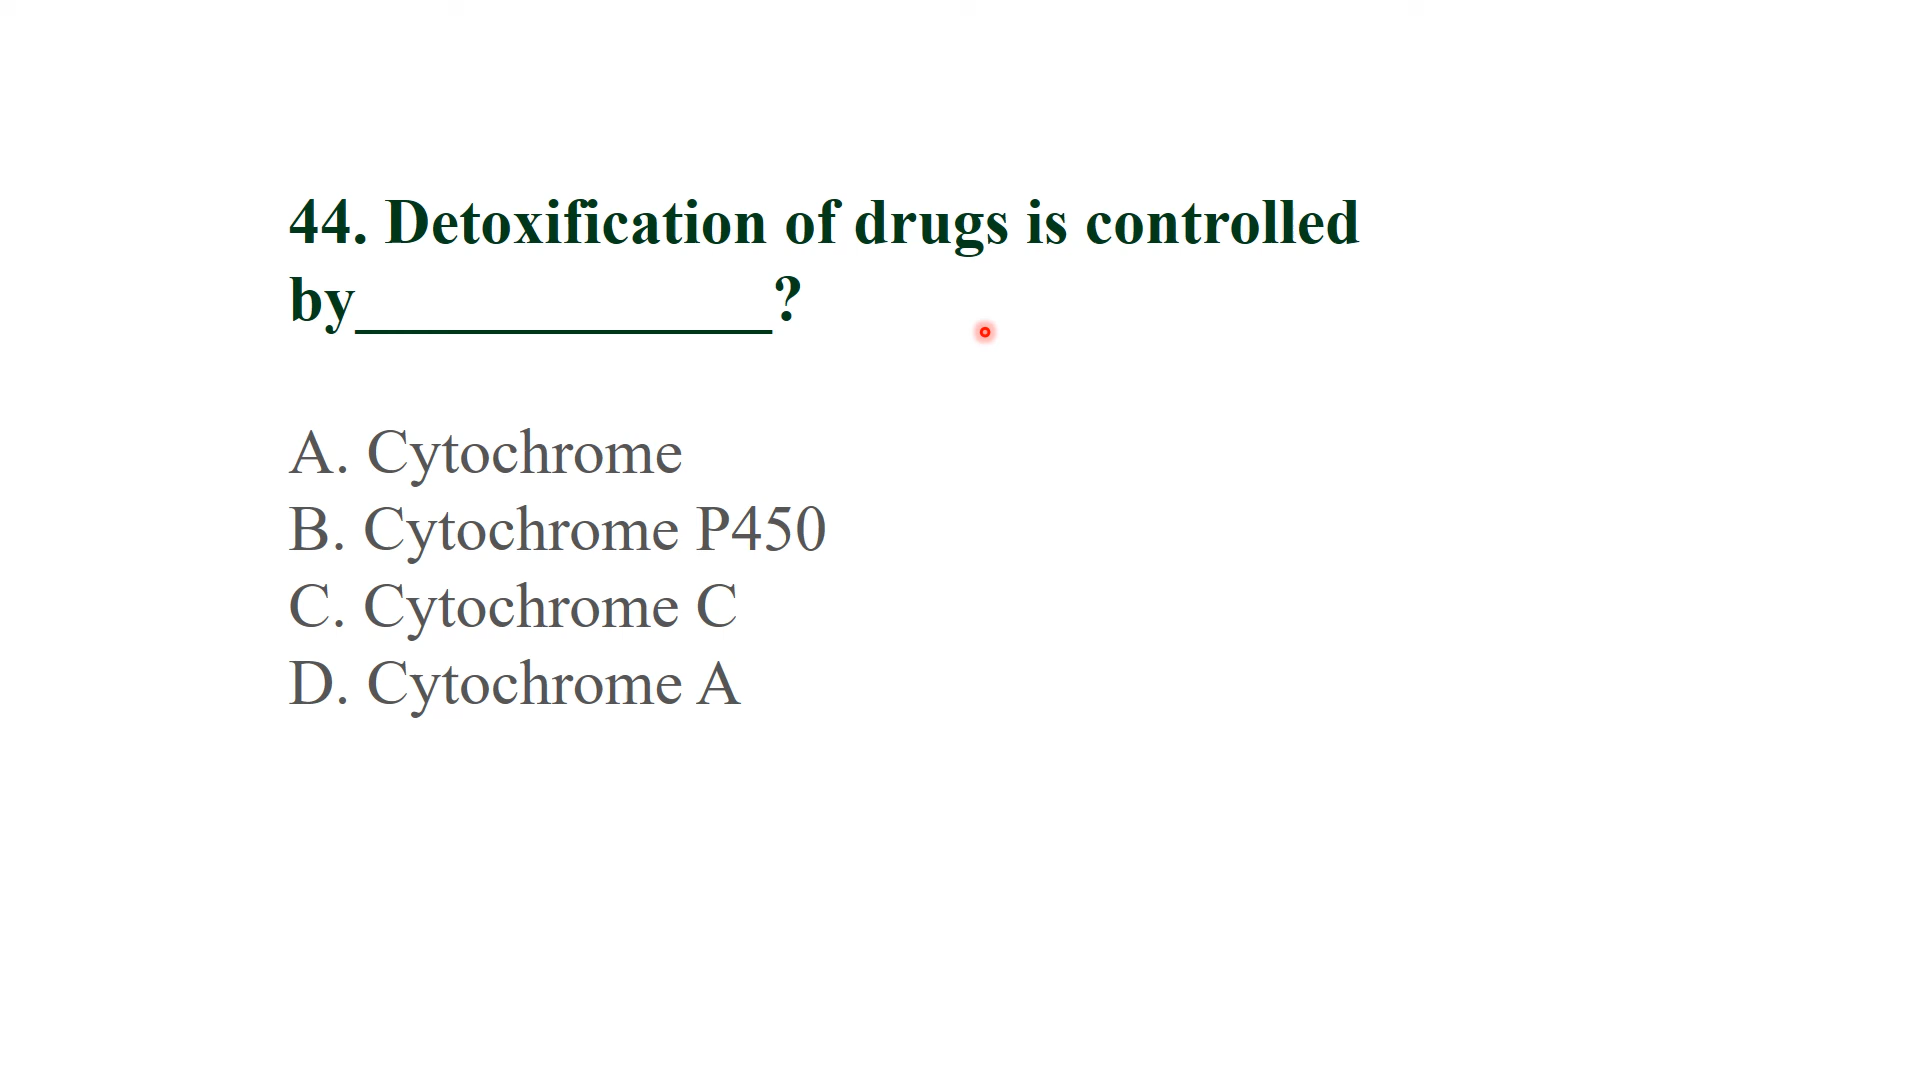 44. Detoxification of drugs is controlled
by_____________?
A. Cytochrome
B. Cytochrome P450
C. Cytochrome C
D. Cytochrome A